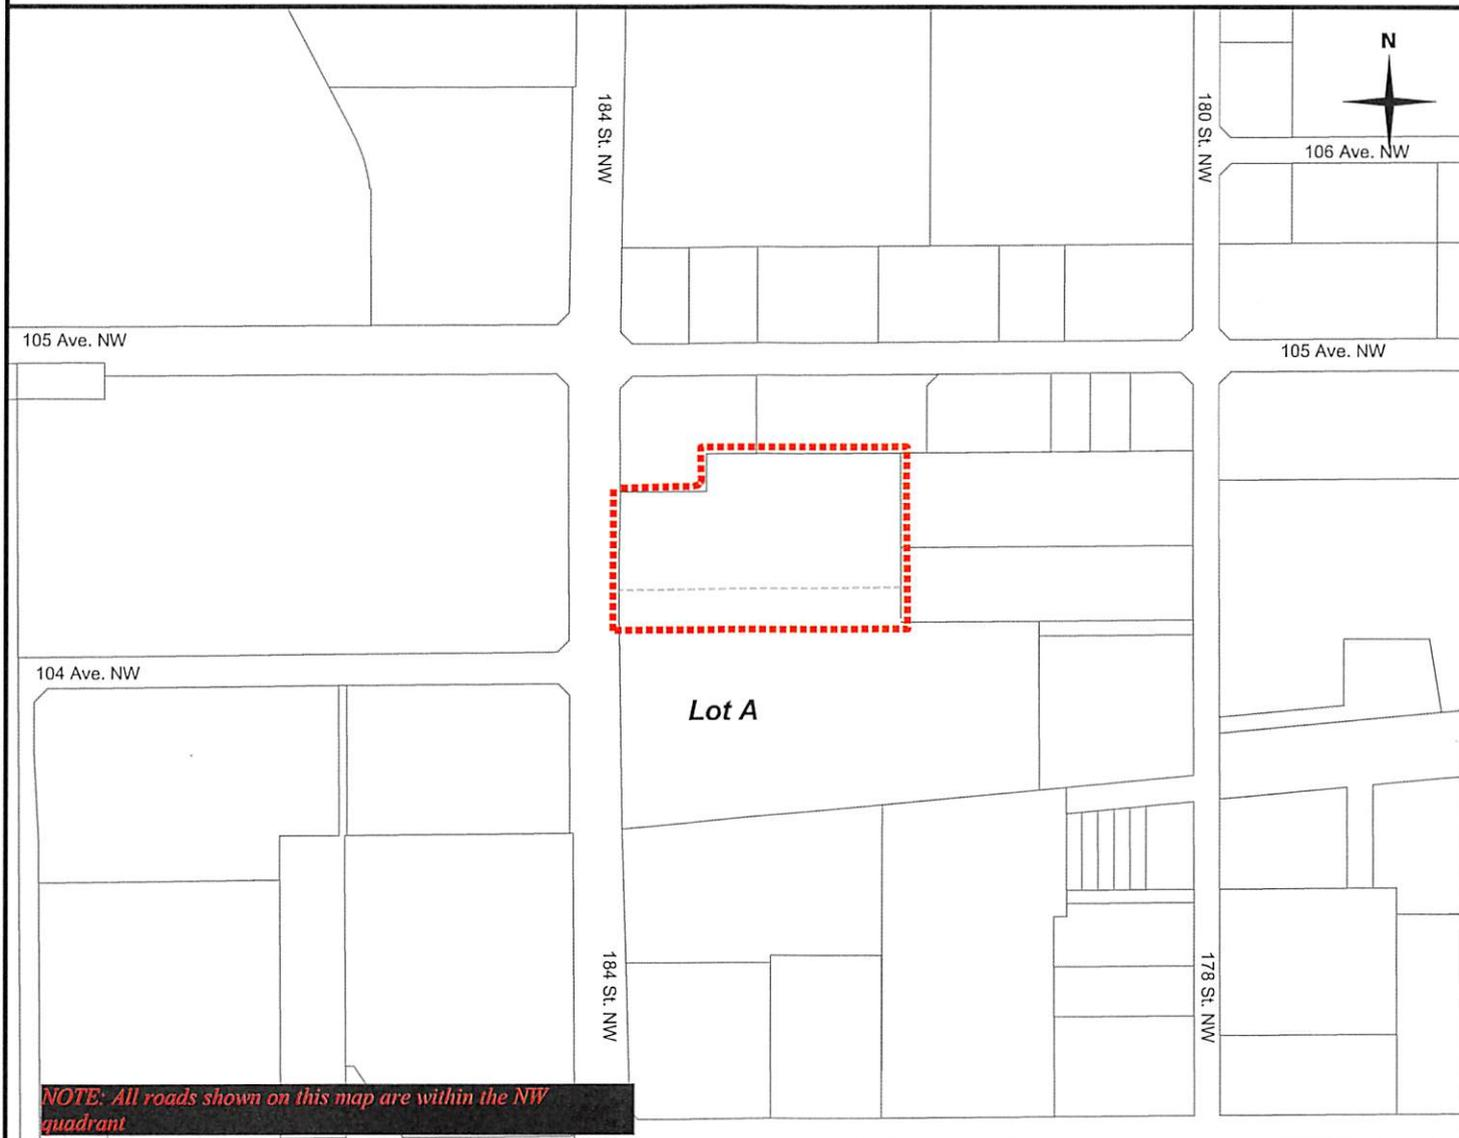 N
184 St. NW
180 St. NW
106 Ave. NW
105 Ave. NW
105 Ave. NW
104 Ave. NW
Lot A
184 St. NW
178 St. NW
NOTE: All roads shown on this map are within the NW
quadrant